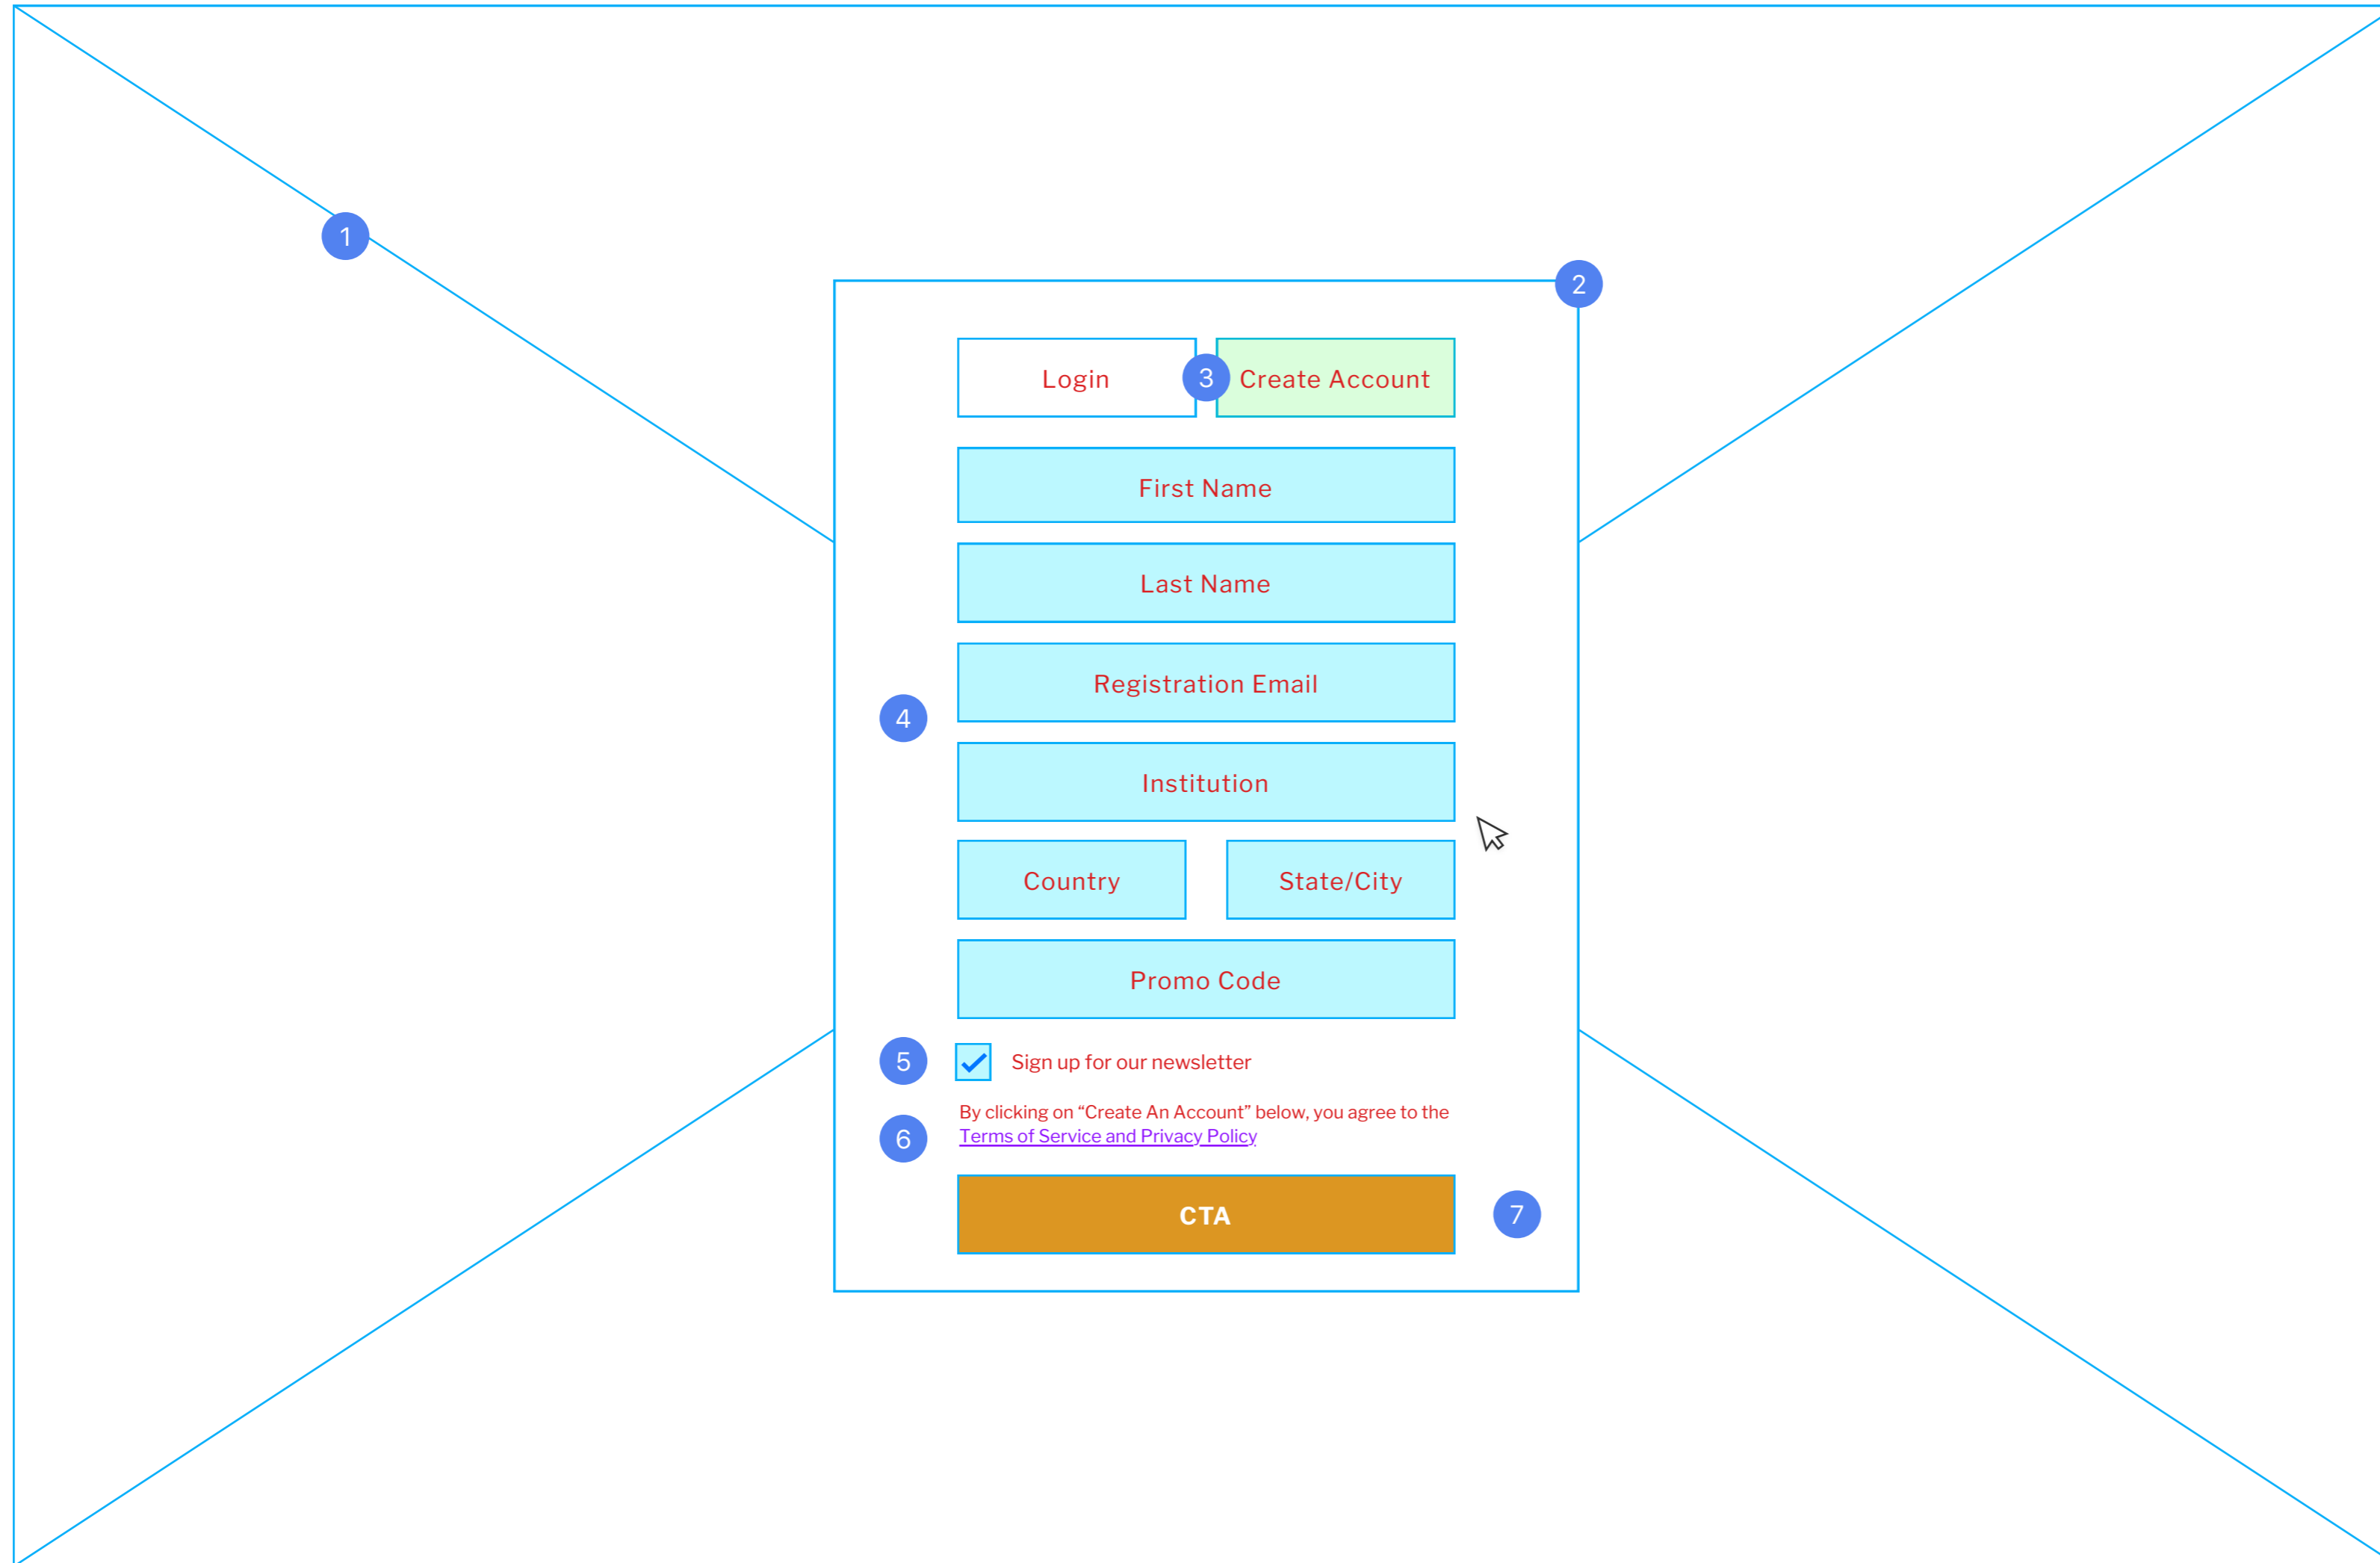 1
2
Login
3
Create Account
First Name
Last Name
Registration Email
4
Institution
Country
State/City
Promo Code
5
Sign up for our newsletter
By clicking on “Create An Account” below, you agree to the
6
Terms of Service and Privacy Policy
CTA
7